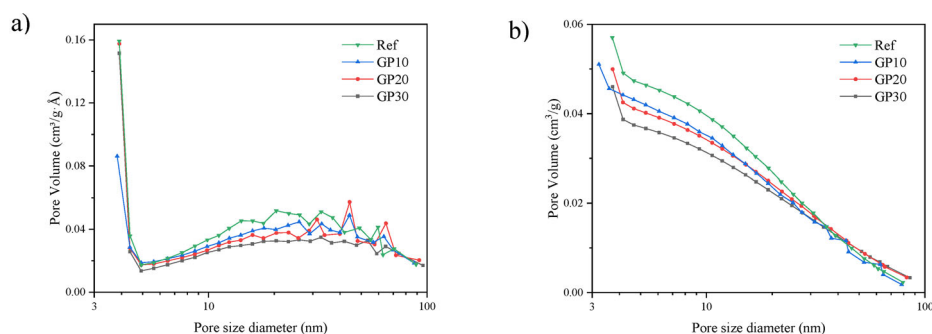 a)
Pore Volume (cm³/g·Å)
0.16
0.12
0.08
0.04
0.00
3
10
100
Pore size diameter (nm)
Ref
GP10
GP20
GP30
b)
Pore Volume (cm³/g)
0.06
0.04
0.02
0.00
3
10
100
Pore size diameter (nm)
Ref
GP10
GP20
GP30